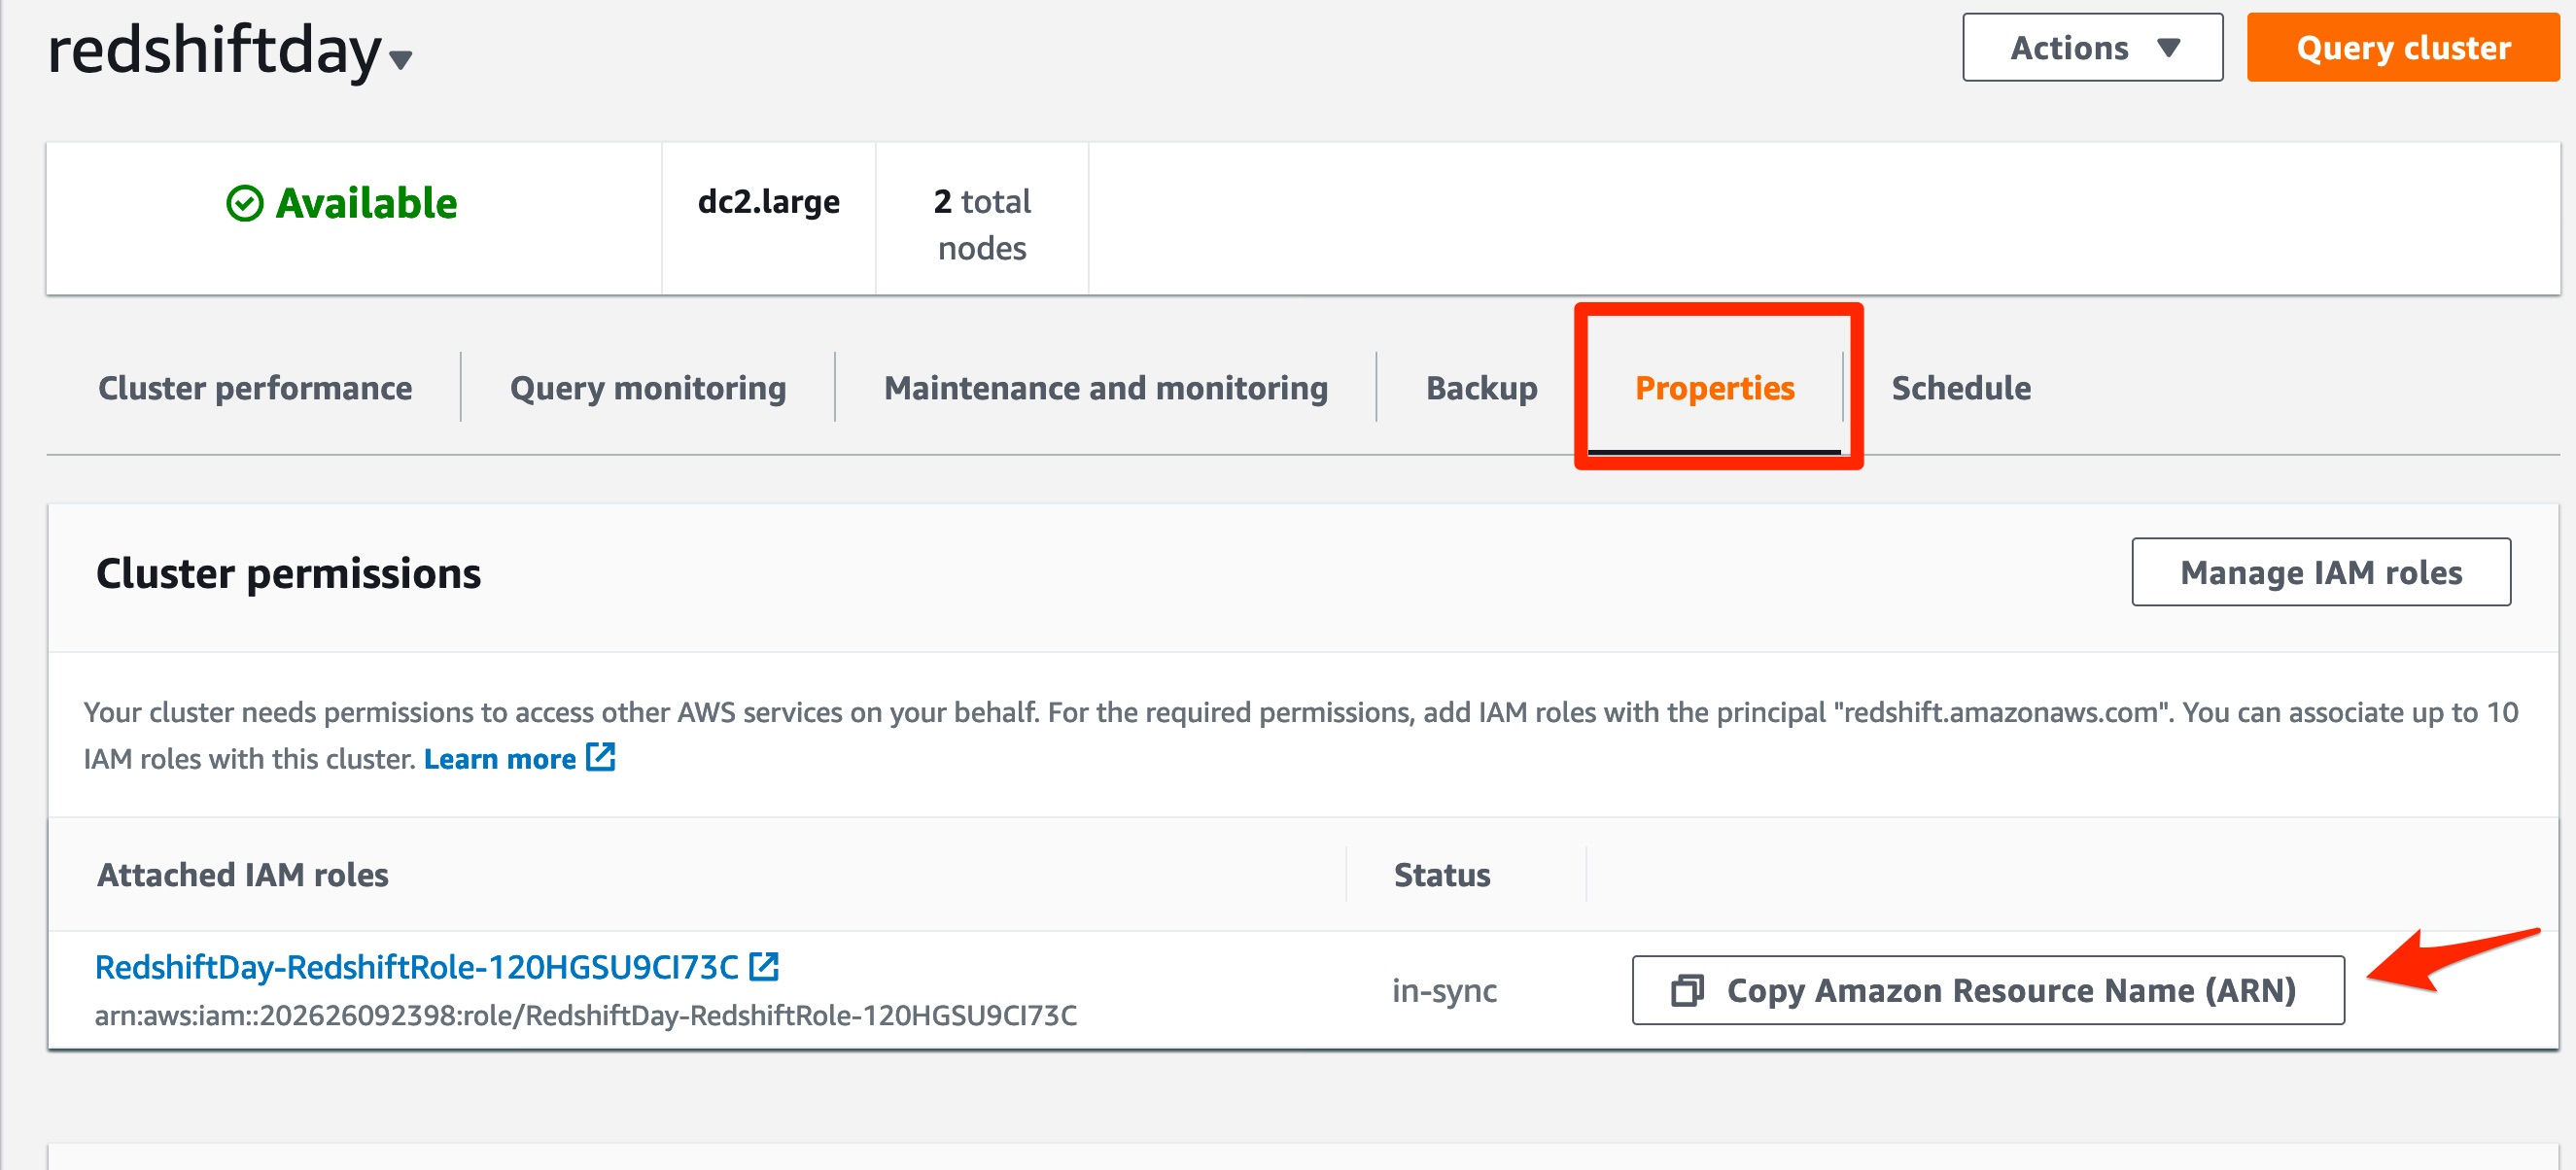 redshiftday
Actions
Query cluster
Available
dc2.large
2 total
nodes
Cluster performance
Query monitoring
Maintenance and monitoring
Backup
Properties
Schedule
Cluster permissions
Manage IAM roles
Your cluster needs permissions to access other AWS services on your behalf. For the required permissions, add IAM roles with the principal "redshift.amazonaws.com". You can associate up to 10
IAM roles with this cluster. Learn more
Attached IAM roles
Status
RedshiftDay-RedshiftRole-120HGSU9CI73C
arn:aws:iam::202626092398:role/RedshiftDay-RedshiftRole-120HGSU9CI73C
in-sync
Copy Amazon Resource Name (ARN)